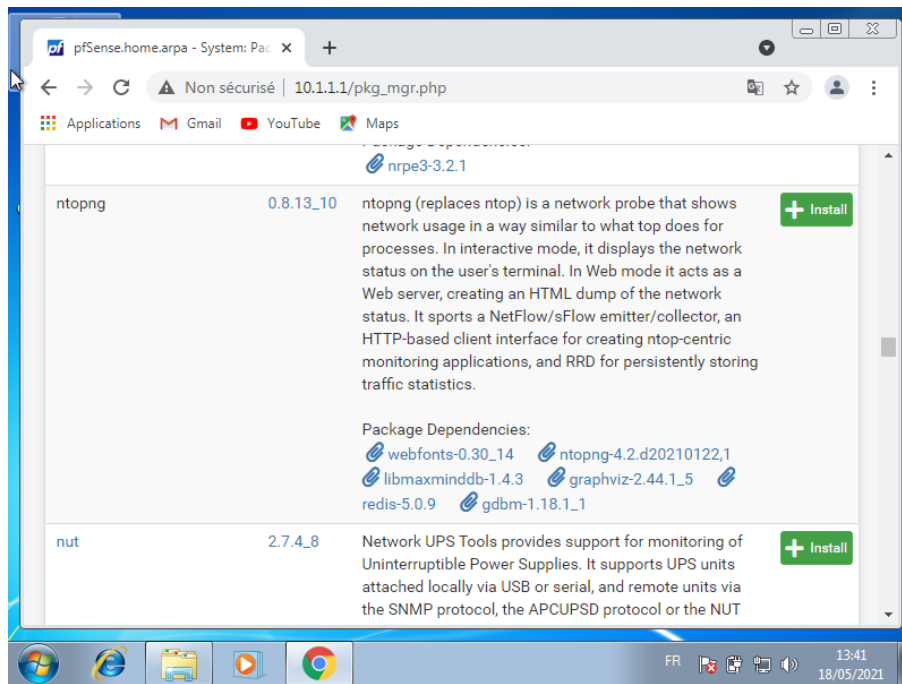 pfSense.home.arpa - System: Pac
Non sécurisé | 10.1.1.1/pkg_mgr.php
Applications Gmail YouTube Maps
Package Dependencies:
nrpe3-3.2.1
ntopng 0.8.13_10 ntopng (replaces ntop) is a network probe that shows Install
network usage in a way similar to what top does for
processes. In interactive mode, it displays the network
status on the user's terminal. In Web mode it acts as a
Web server, creating an HTML dump of the network
status. It sports a NetFlow/sFlow emitter/collector, an
HTTP-based client interface for creating ntop-centric
monitoring applications, and RRD for persistently storing
traffic statistics.
Package Dependencies:
webfonts-0.30_14 ntopng-4.2.d20210122,1
libmaxminddb-1.4.3 graphviz-2.44.1_5
redis-5.0.9 gdbm-1.18.1_1
nut 2.7.4_8 Network UPS Tools provides support for monitoring of Install
Uninterruptible Power Supplies. It supports UPS units
attached locally via USB or serial, and remote units via
the SNMP protocol, the APCUPSD protocol or the NUT
FR 13:41
18/05/2021